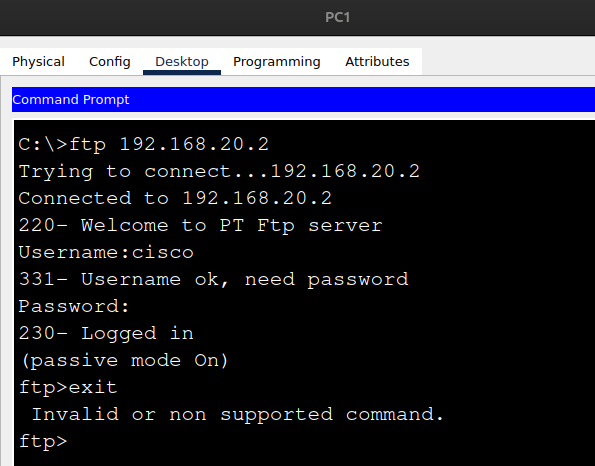 PC1
Physical Config Desktop Programming Attributes
Command Prompt
C:\>ftp 192.168.20.2
Trying to connect...192.168.20.2
Connected to 192.168.20.2
220- Welcome to PT Ftp server
Username:cisco
331- Username ok, need password
Password:
230- Logged in
(passive mode On)
ftp>exit
Invalid or non supported command.
ftp>